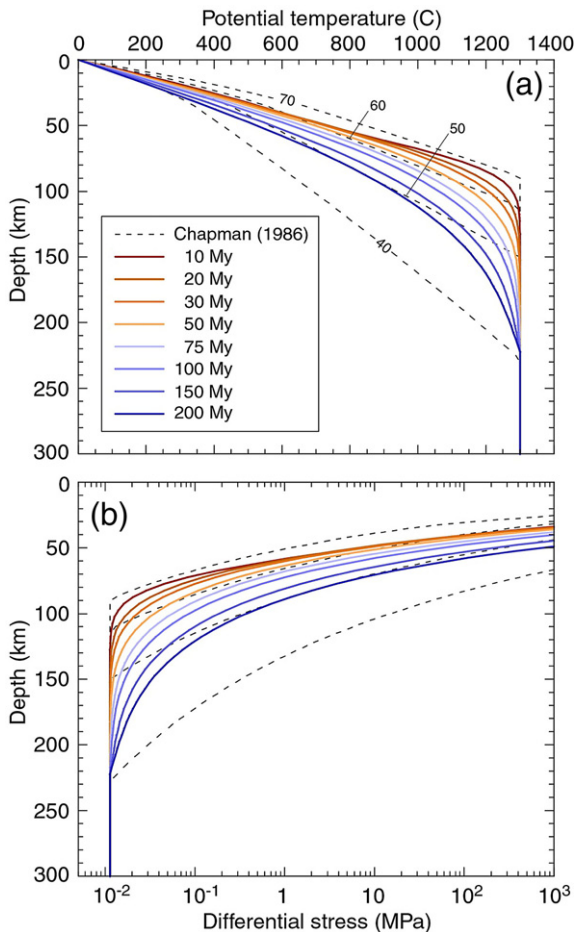 Potential temperature (C)
0 200 400 600 800 1000 1200 1400
(a)
0
50
100
150
200
250
300
Depth (km)
70
60
50
40
Chapman (1986)
10 My
20 My
30 My
50 My
75 My
100 My
150 My
200 My
(b)
0
50
100
150
200
250
300
Depth (km)
10⁻² 10⁻¹ 1 10 10² 10³
Differential stress (MPa)